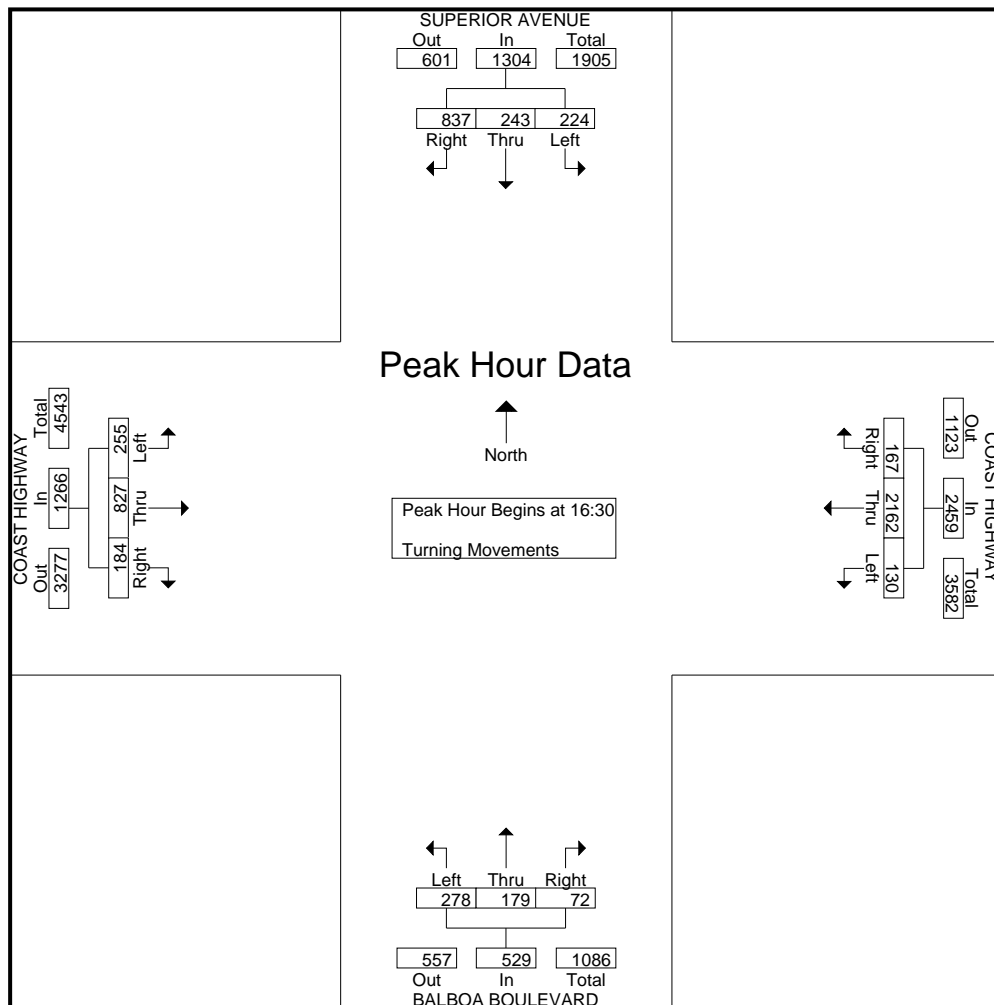 SUPERIOR AVENUE
Out In Total
601 1304 1905
837 243 224
Right Thru Left
Peak Hour Data
North
Peak Hour Begins at 16:30
Turning Movements
COAST HIGHWAY
Total In Out
4543 1266 3277
255 827 184
Left Thru Right
COAST HIGHWAY
Out In Total
1123 2459 3582
167 2162 130
Right Thru Left
Left Thru Right
278 179 72
557 529 1086
Out In Total
BALBOA BOULEVARD